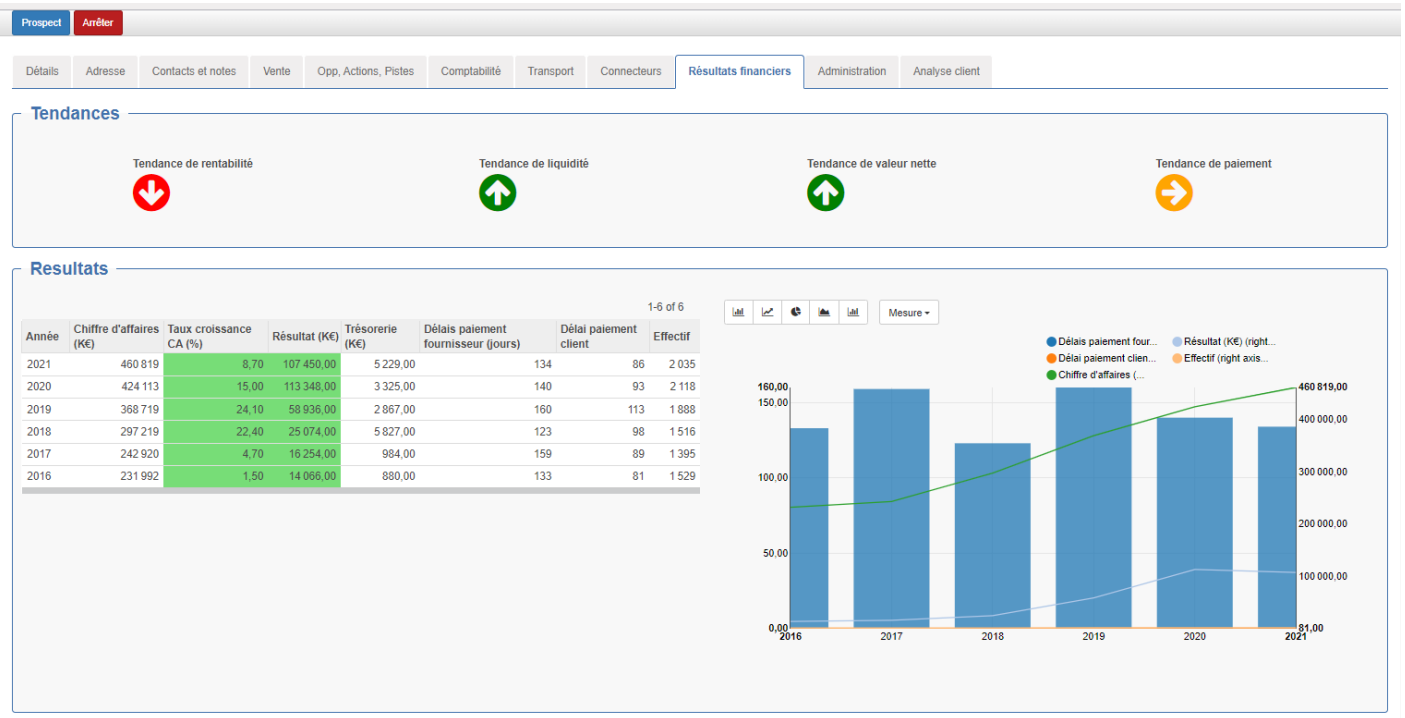 Prospect Arrêter
Détails Adresse Contacts et notes Vente Opp, Actions, Pistes Comptabilité Transport Connecteurs Résultats financiers Administration Analyse client
Tendances
Tendance de rentabilité Tendance de liquidité Tendance de valeur nette Tendance de paiement
Resultats
1-6 of 6
Année Chiffre d'affaires (K€) Taux croissance CA (%) Résultat (K€) Trésorerie (K€) Délais paiement fournisseur (jours) Délai paiement client Effectif
2021 460 819 8,70 107 450,00 5 229,00 134 86 2 035
2020 424 113 15,00 113 348,00 3 325,00 140 93 2 118
2019 368 719 24,10 58 936,00 2 867,00 160 113 1 888
2018 297 219 22,40 25 074,00 5 827,00 123 98 1 516
2017 242 920 4,70 16 254,00 984,00 159 89 1 395
2016 231 992 1,50 14 066,00 880,00 133 81 1 529
Mesure
Délais paiement four... Résultat (K€) (right...
Délai paiement clien... Effectif (right axis...
Chiffre d'affaires (...
160,00 460 819,00
150,00
400 000,00
100,00 300 000,00
200 000,00
50,00
100 000,00
0,00 81,00
2016 2017 2018 2019 2020 2021